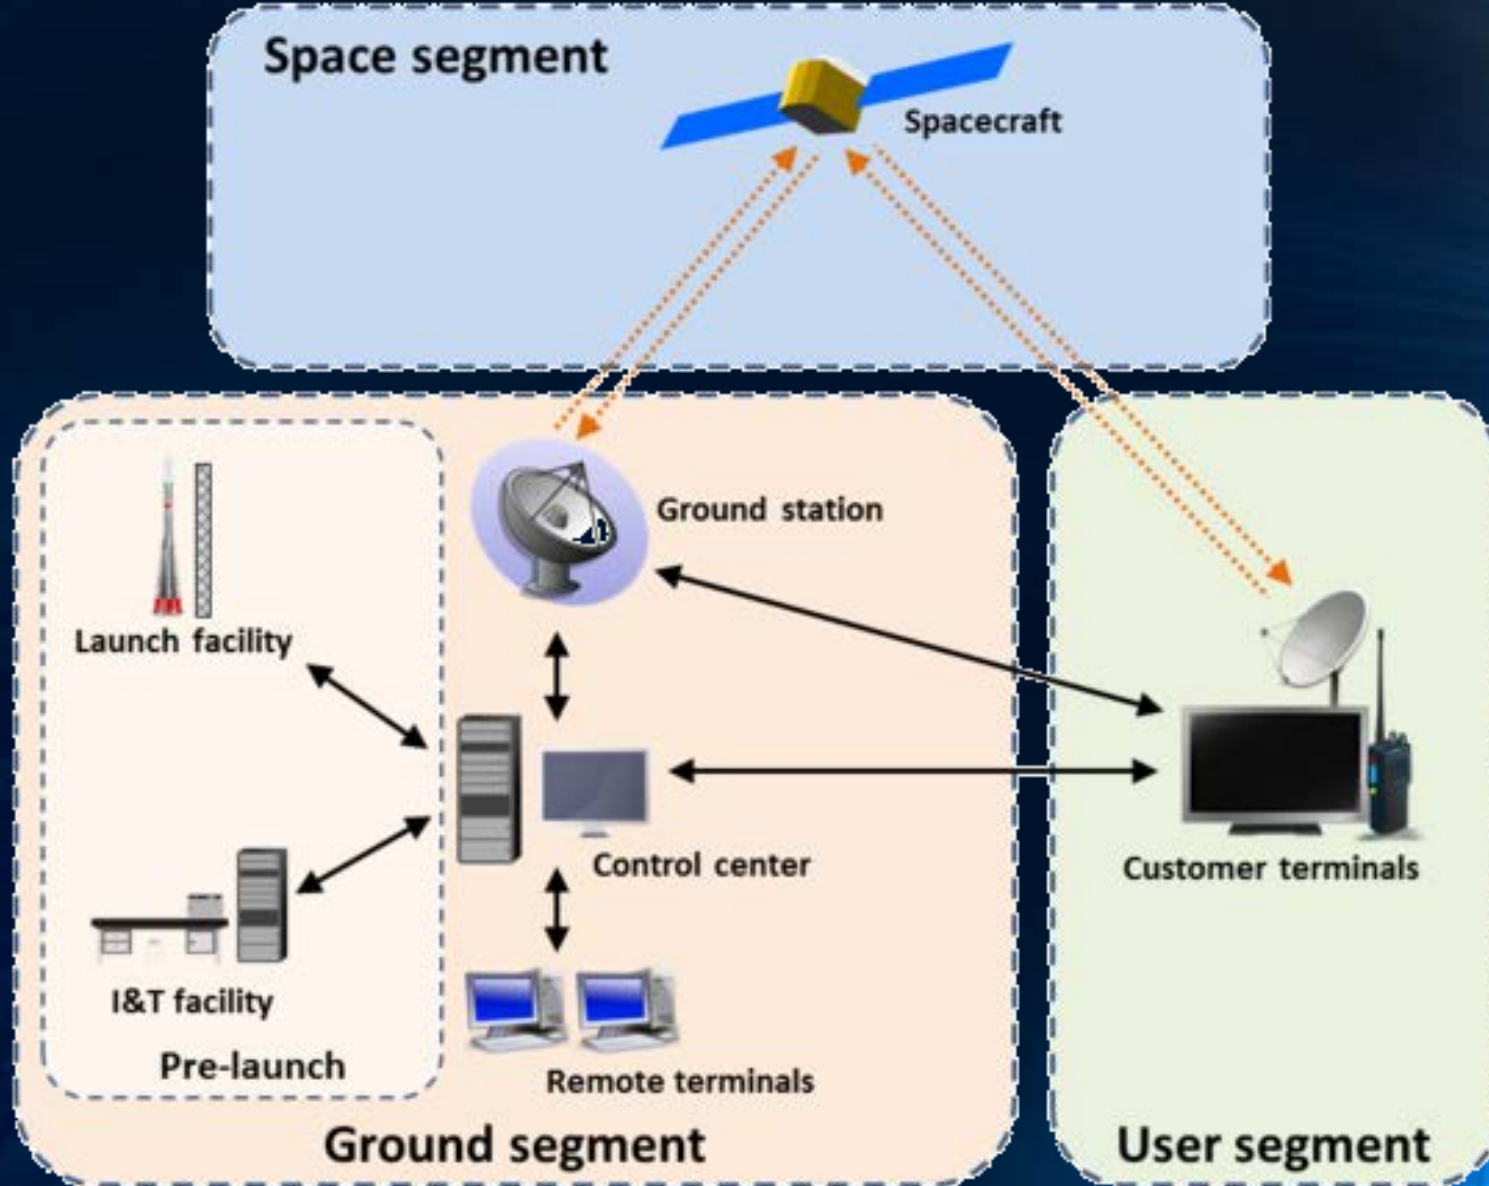 Space segment
Spacecraft
Ground station
Launch facility
Control center
Customer terminals
I&T facility
Pre-launch
Remote terminals
Ground segment
User segment